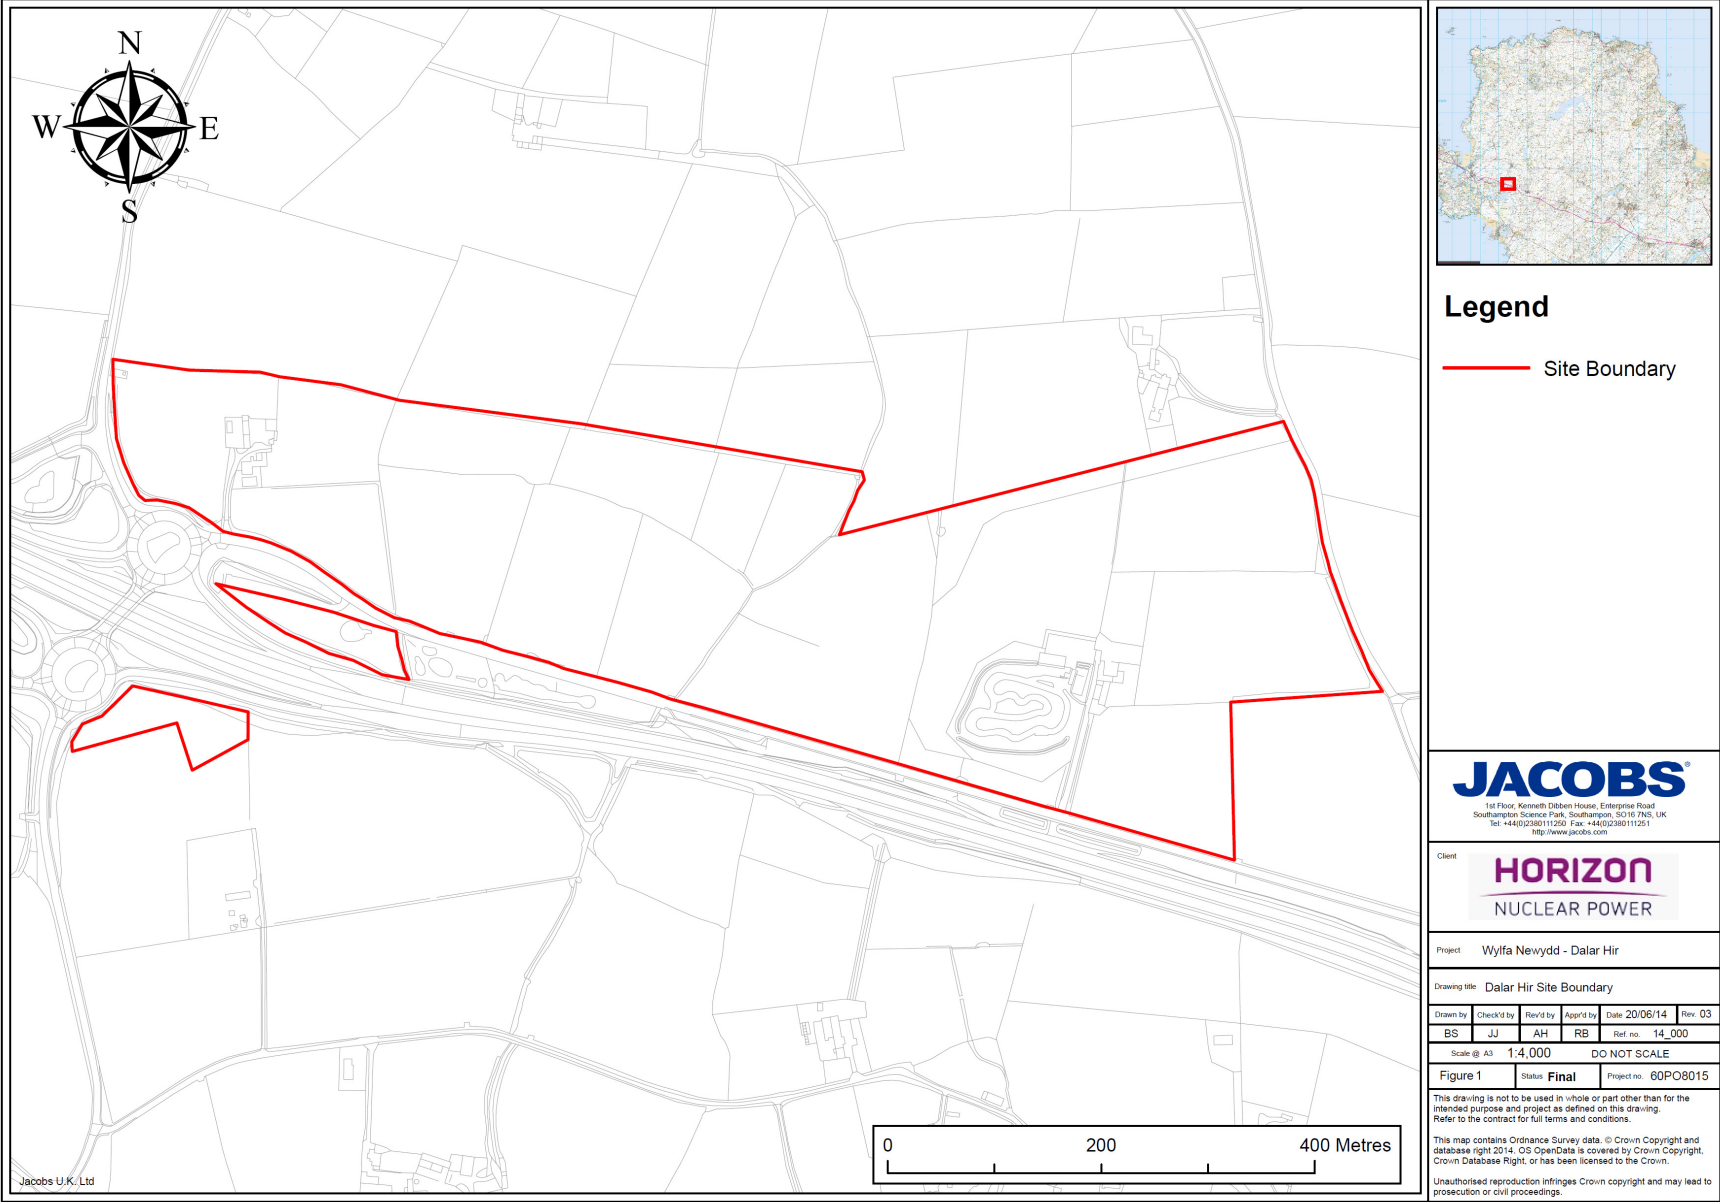 N
W E
S
Legend
Site Boundary
JACOBS®
1st Floor, Kenneth Dibben House, Enterprise Road
Southampton Science Park, Southampon, SO16 7NS, UK
Tel: +44(0)2380111250 Fax: +44(0)2380111251
http://www.jacobs.com
Client
HORIZON
NUCLEAR POWER
Project Wylfa Newydd - Dalar Hir
Drawing title Dalar Hir Site Boundary
Drawn by Check'd by Rev'd by Appr'd by Date 20/06/14 Rev. 03
BS JJ AH RB Ref. no. 14_000
Scale @ A3 1:4,000 DO NOT SCALE
Figure 1 Status Final Project no. 60PO8015
This drawing is not to be used in whole or part other than for the
intended purpose and project as defined on this drawing.
Refer to the contract for full terms and conditions.
This map contains Ordnance Survey data. © Crown Copyright and
database right 2014. OS OpenData is covered by Crown Copyright,
Crown Database Right, or has been licensed to the Crown.
Unauthorised reproduction infringes Crown copyright and may lead to
prosecution or civil proceedings.
0 200 400 Metres
Jacobs U.K. Ltd